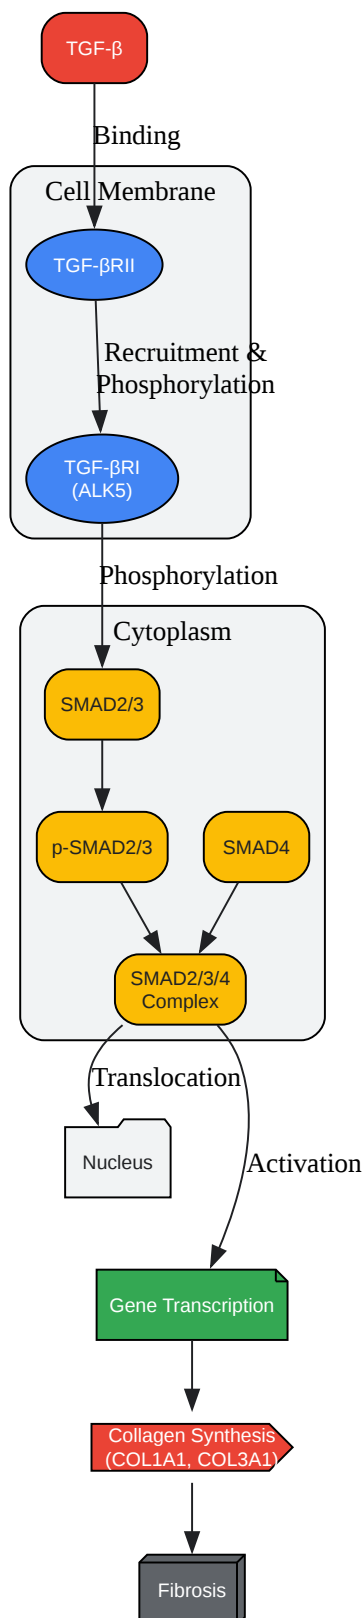 TGF-β
Binding
Cell Membrane
TGF-βRII
Recruitment &
Phosphorylation
TGF-βRI
(ALK5)
Phosphorylation
Cytoplasm
SMAD2/3
p-SMAD2/3
SMAD4
SMAD2/3/4
Complex
Translocation
Nucleus
Activation
Gene Transcription
Collagen Synthesis
(COL1A1, COL3A1)
Fibrosis